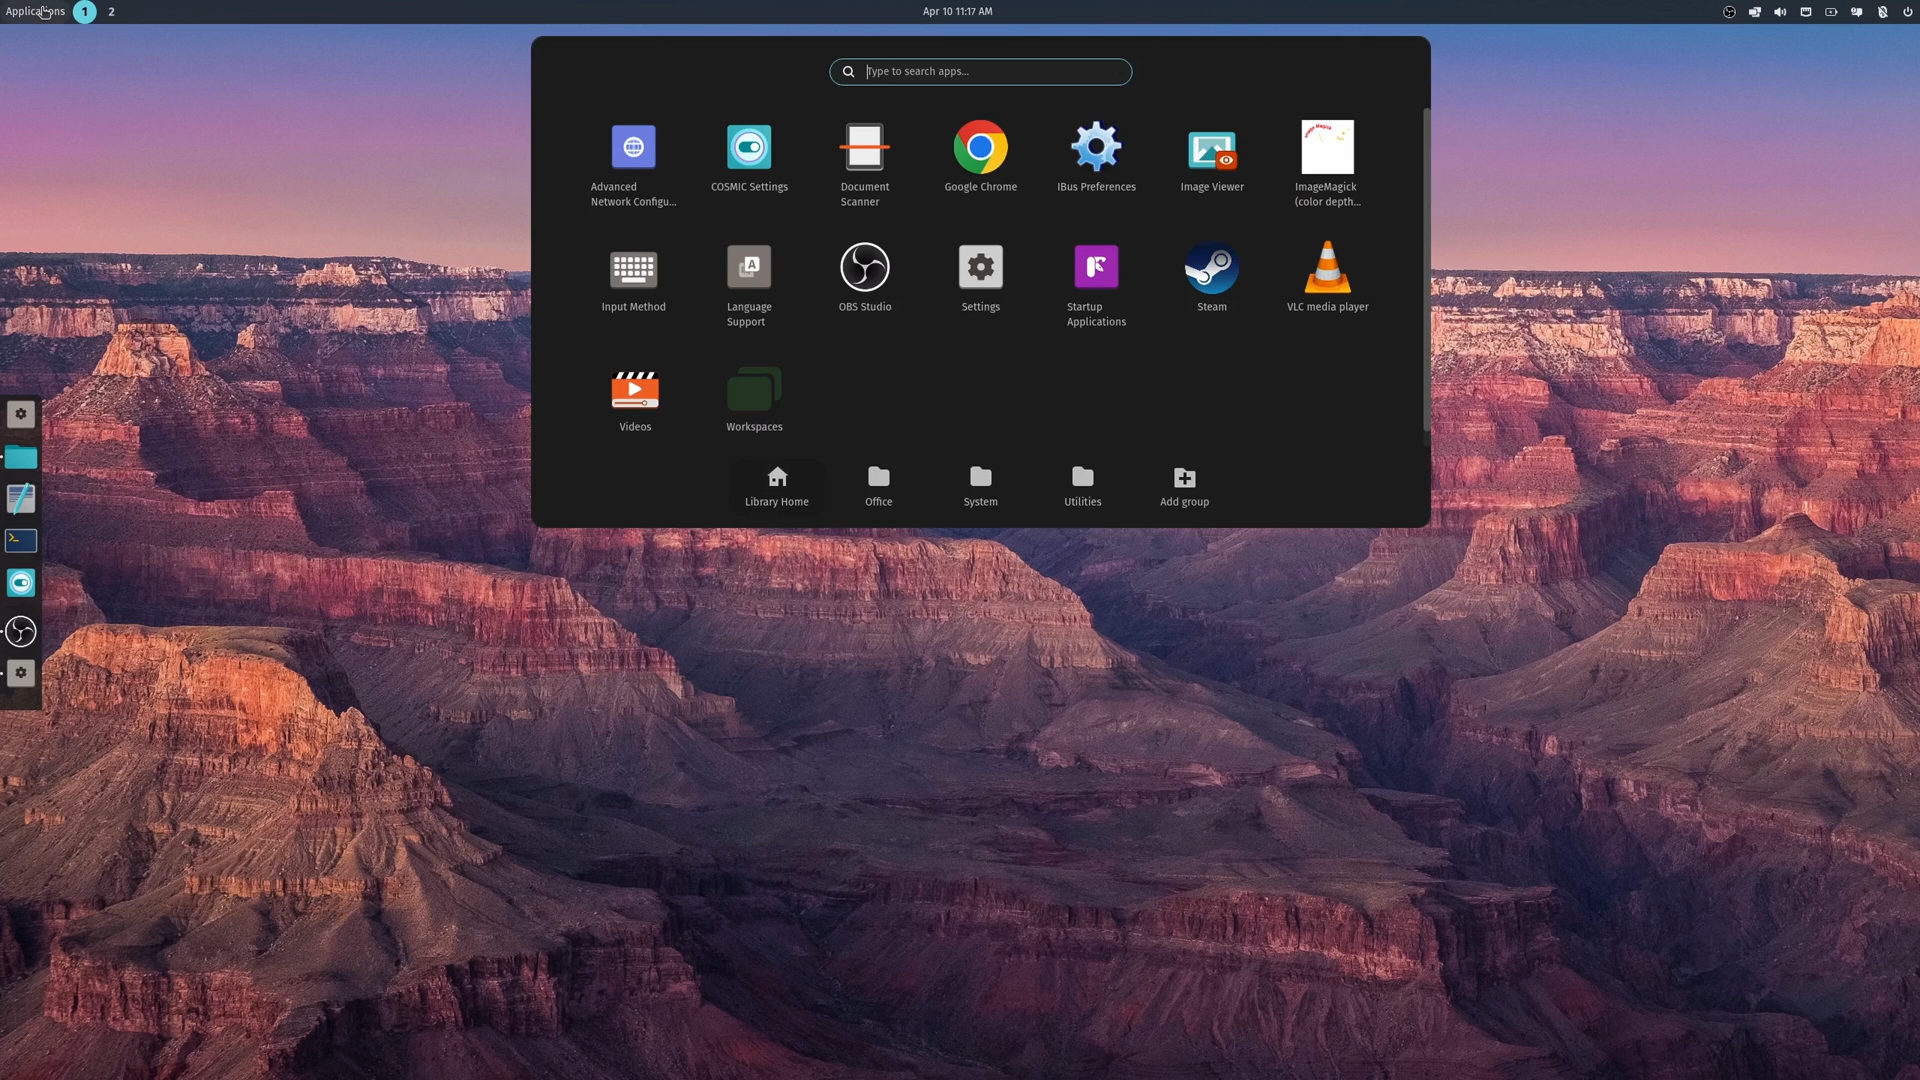 Applications 1 2 Apr 10 11:17 AM
Type to search apps...
Advanced Network Configu...
COSMIC Settings
Document Scanner
Google Chrome
IBus Preferences
Image Viewer
ImageMagick (color depth...
Input Method
Language Support
OBS Studio
Settings
Startup Applications
Steam
VLC media player
Videos
Workspaces
Library Home
Office
System
Utilities
Add group